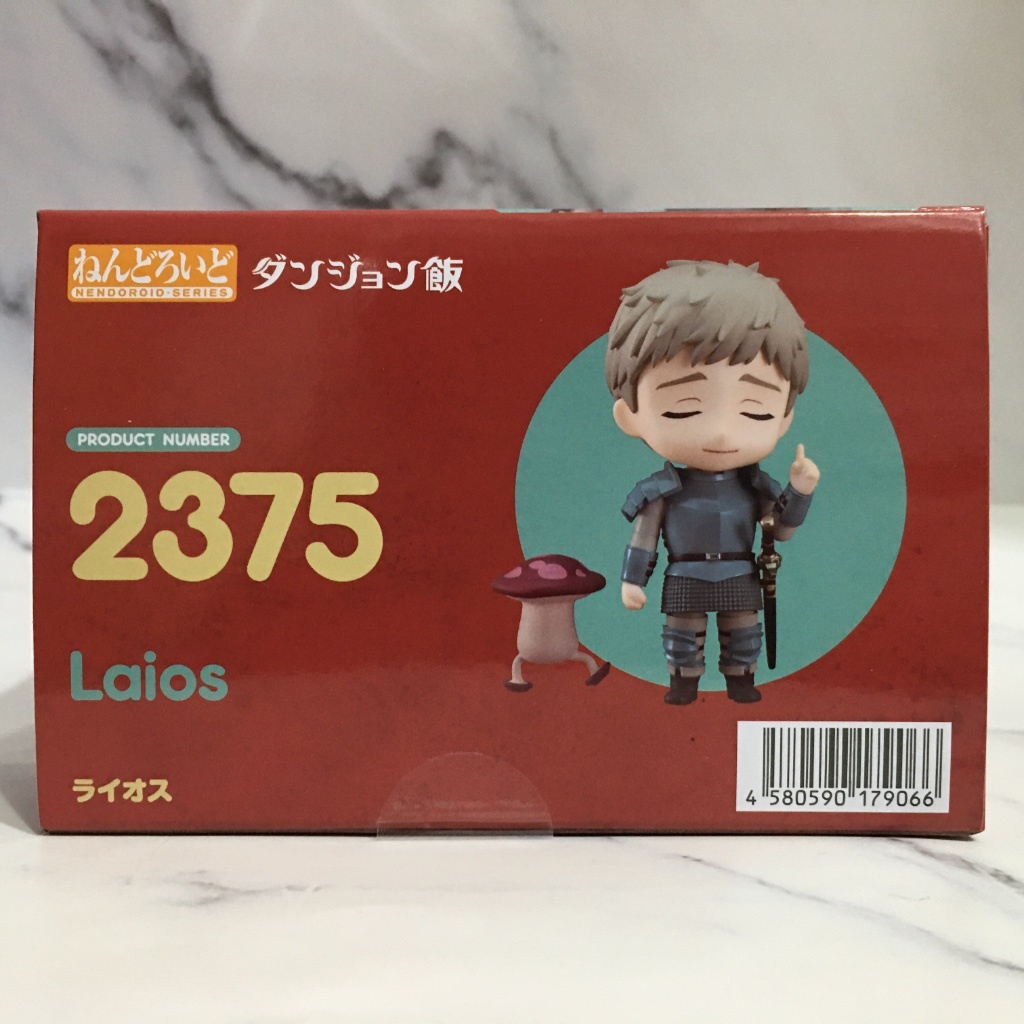 ねんどろいど
NENDOROID-SERIES
ダンジョン飯
PRODUCT NUMBER
2375
Laios
ライオス
4 580590 179066